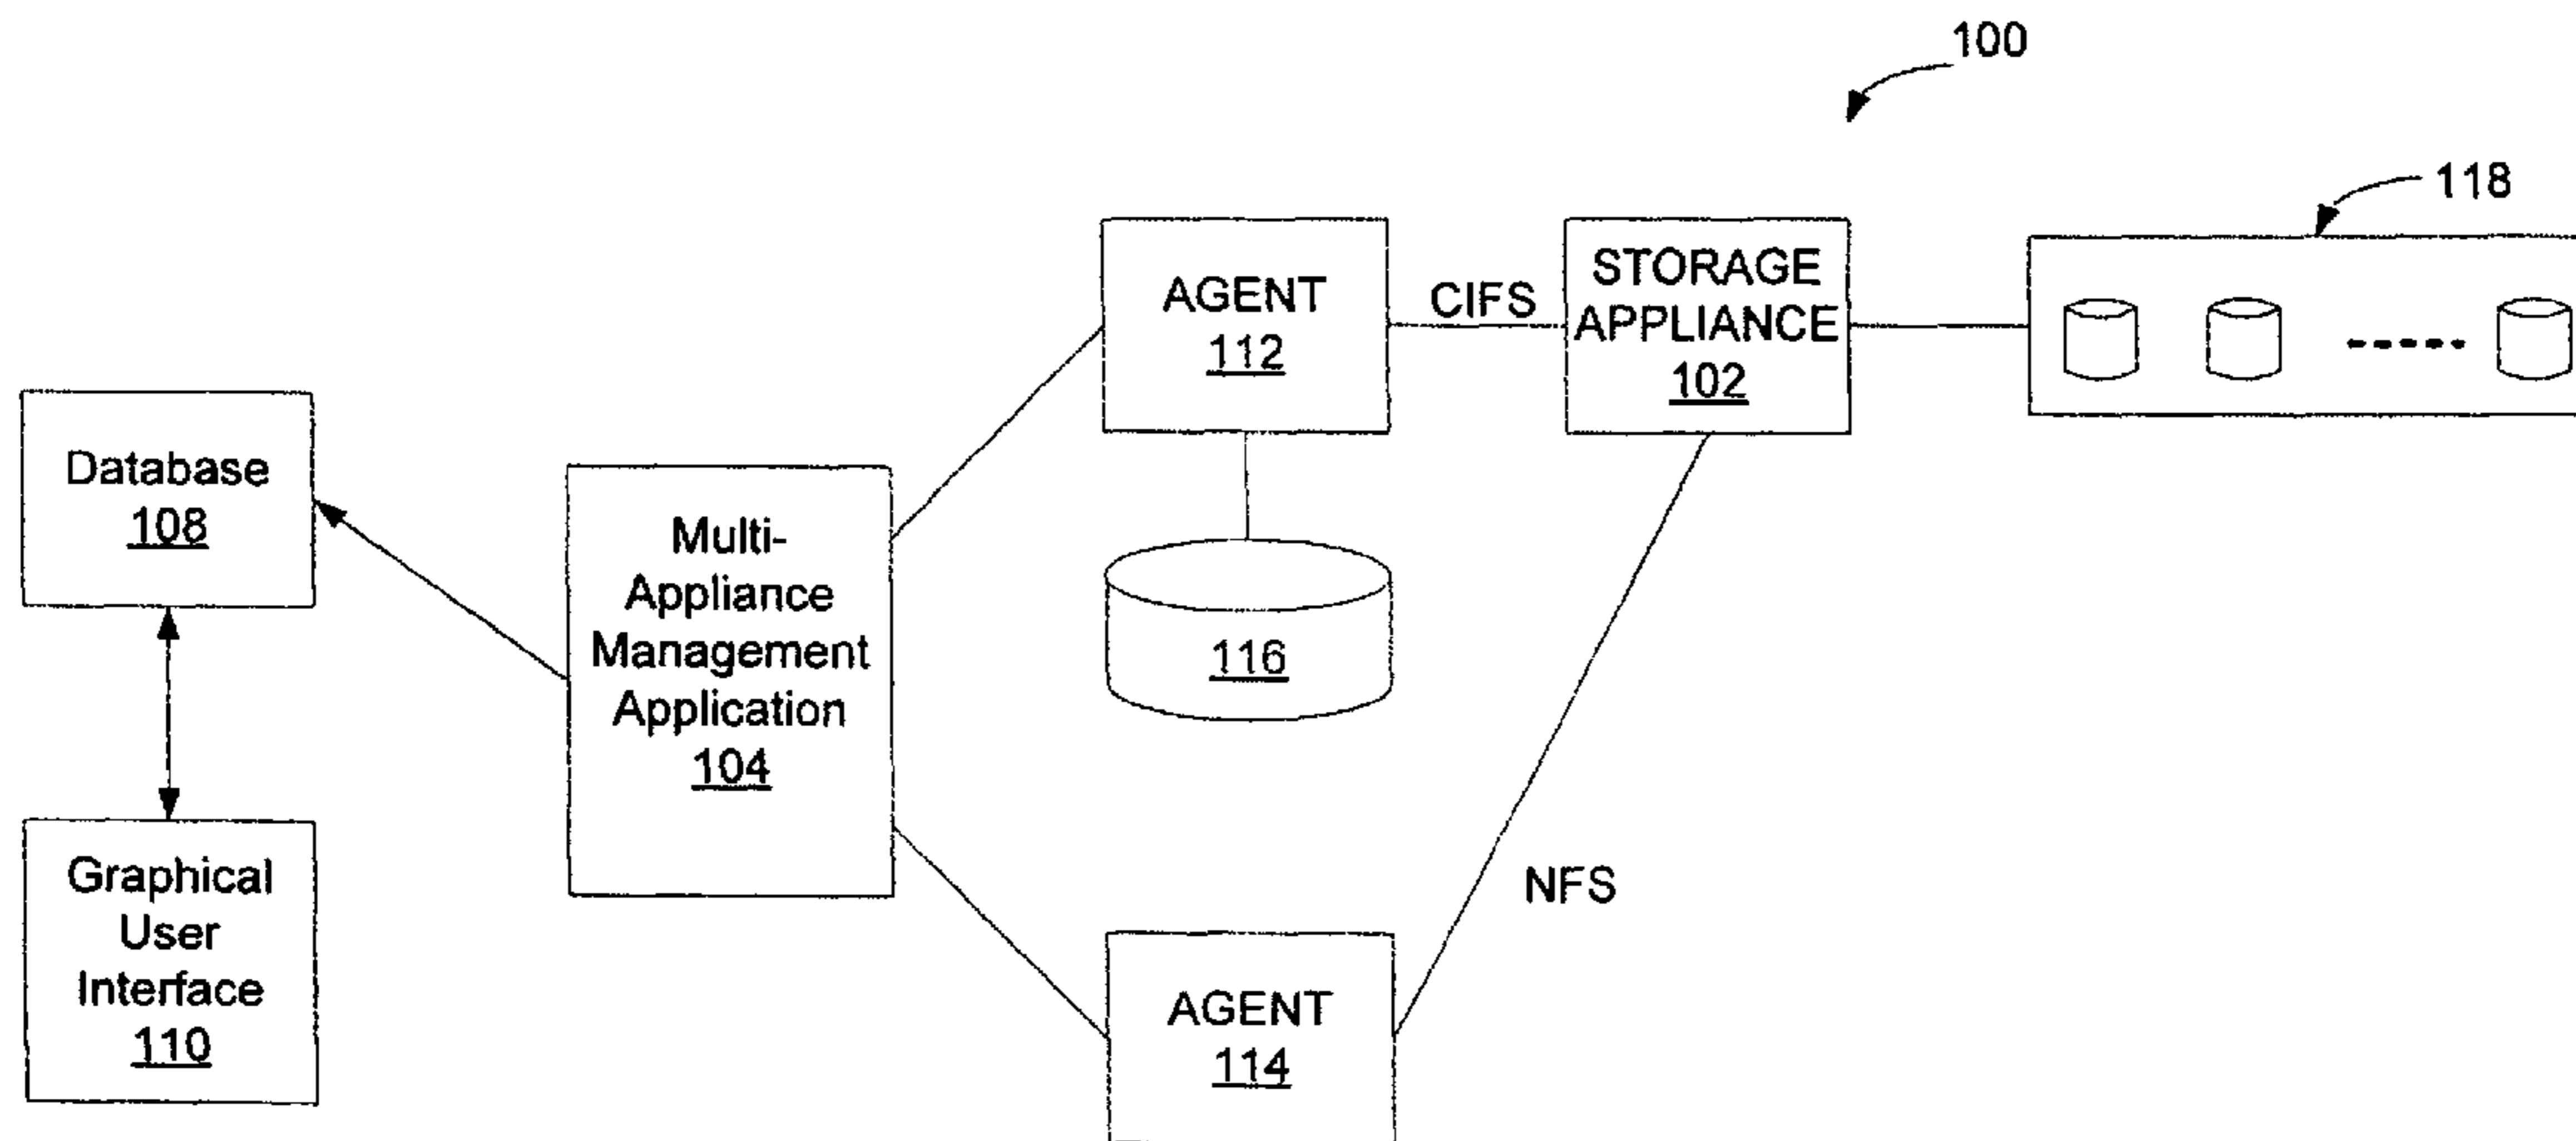 100
118
AGENT
112
CIFS
STORAGE
APPLIANCE
102
Database
108
Multi-
Appliance
Management
Application
104
116
Graphical
User
Interface
110
NFS
AGENT
114